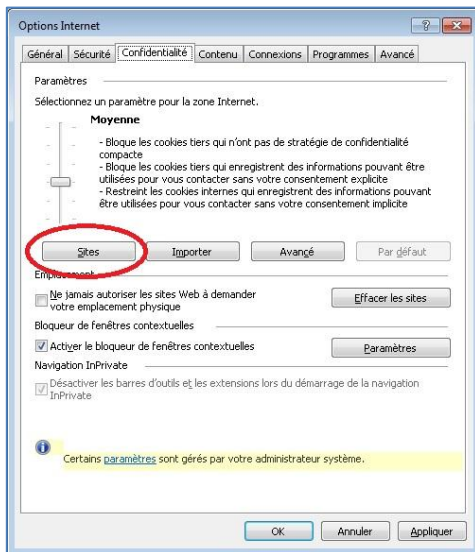 Options Internet
Général Sécurité Confidentialité Contenu Connexions Programmes Avancé
Paramètres
Sélectionnez un paramètre pour la zone Internet.
Moyenne
- Bloque les cookies tiers qui n'ont pas de stratégie de confidentialité
compacte
- Bloque les cookies tiers qui enregistrent des informations pouvant être
utilisées pour vous contacter sans votre consentement explicite
- Restreint les cookies internes qui enregistrent des informations pouvant
être utilisées pour vous contacter sans votre consentement implicite
Sites Importer Avancé Par défaut
Emplacement
Ne jamais autoriser les sites Web à demander
votre emplacement physique
Effacer les sites
Bloqueur de fenêtres contextuelles
Activer le bloqueur de fenêtres contextuelles
Paramètres
Navigation InPrivate
Désactiver les barres d'outils et les extensions lors du démarrage de la navigation
InPrivate
Certains paramètres sont gérés par votre administrateur système.
OK Annuler Appliquer